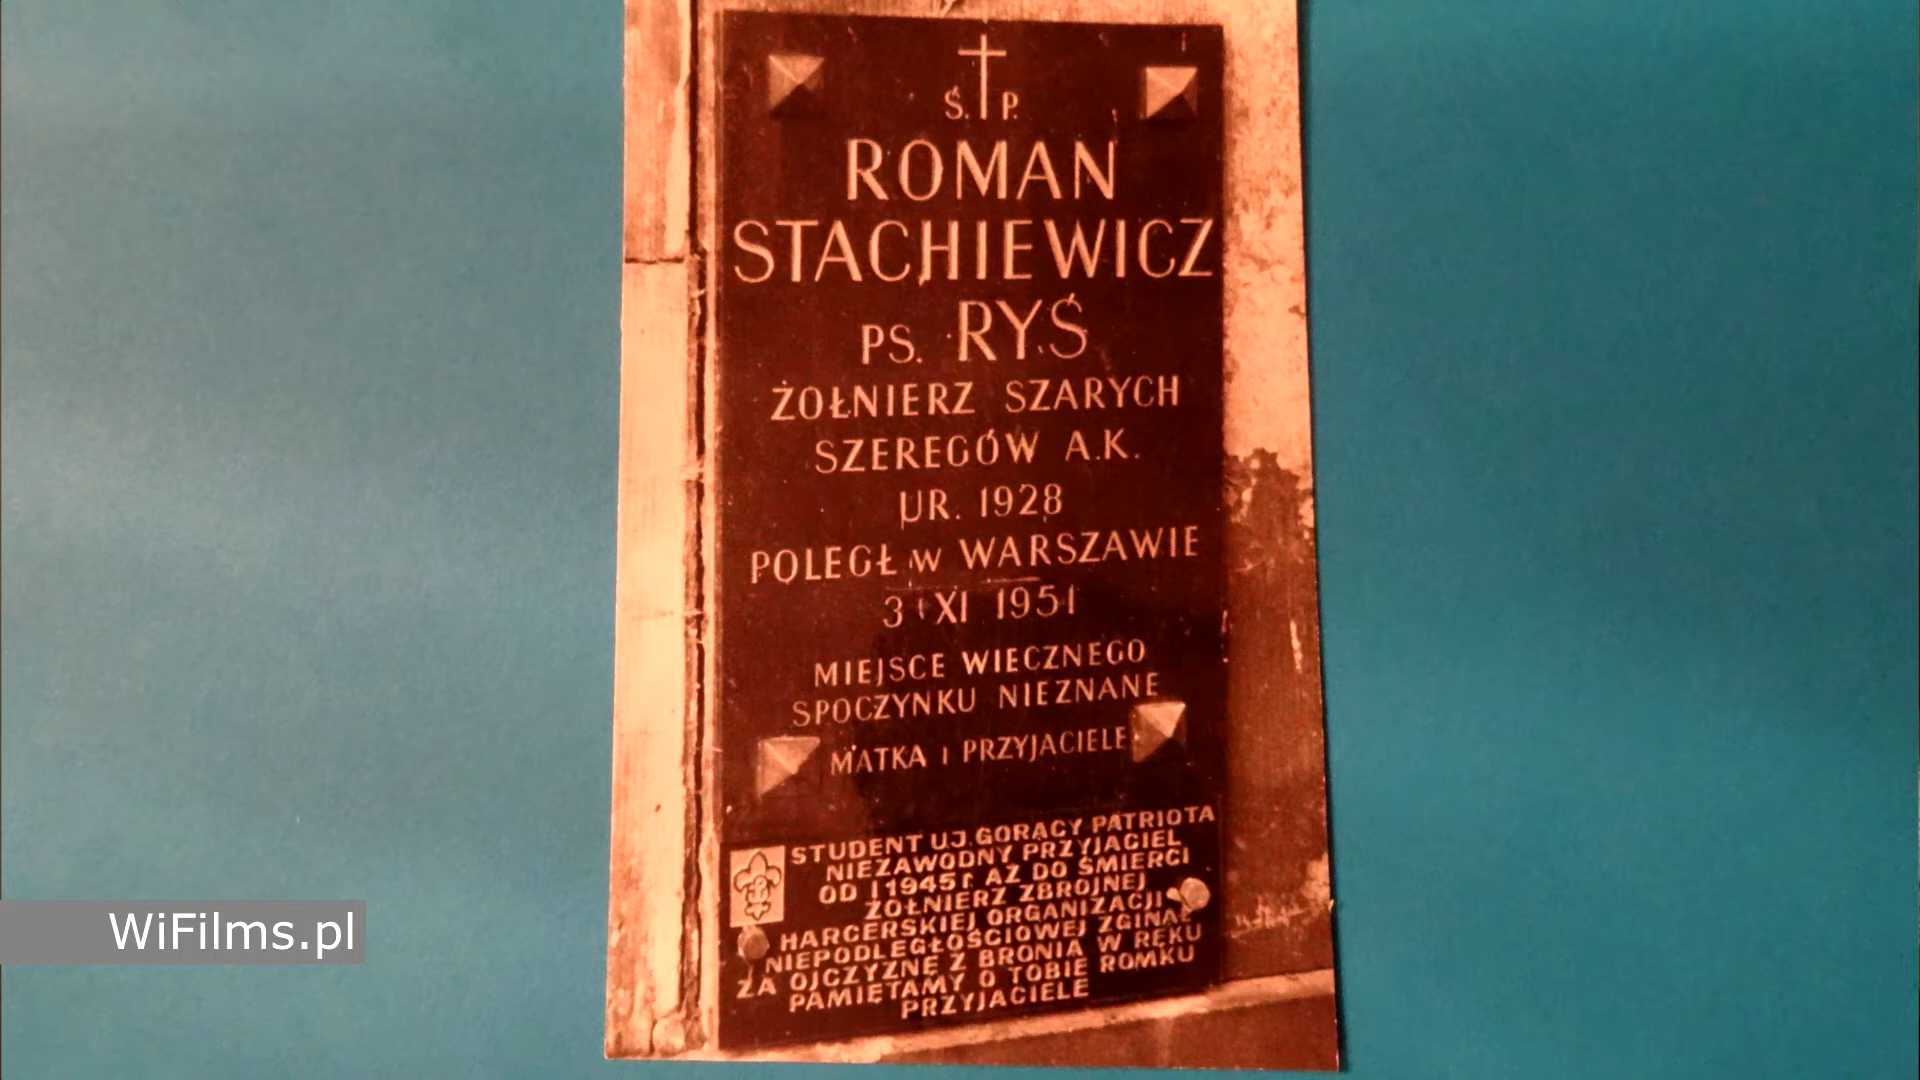 Ś. P.
ROMAN
STACHIEWICZ
PS. RYŚ
ŻOŁNIERZ SZARYCH
SZEREGÓW A.K.
UR. 1928
POLEGŁ W WARSZAWIE
3 XI 1951
MIEJSCE WIECZNEGO
SPOCZYNKU NIEZNANE
MATKA I PRZYJACIELE
STUDENT U.J. GORĄCY PATRIOTA
NIEZAWODNY PRZYJACIEL
OD 1945 R. AŻ DO ŚMIERCI
ŻOŁNIERZ ZBROJNEJ
HARCERSKIEJ ORGANIZACJI
NIEPODLEGŁOŚCIOWEJ ZGINĄŁ
ZA OJCZYZNĘ Z BRONIĄ W RĘKU
PAMIĘTAMY O TOBIE ROMKU
PRZYJACIELE
WiFilms.pl